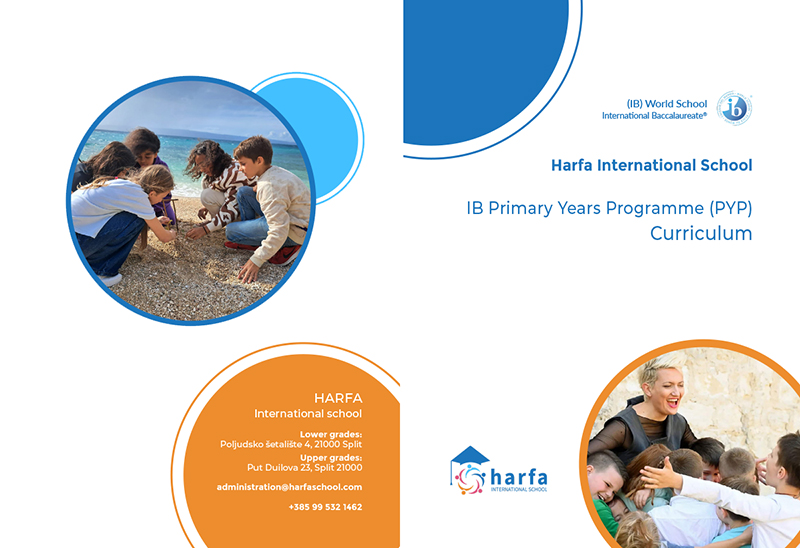 (IB) World School
International Baccalaureate®
ib
Harfa International School
IB Primary Years Programme (PYP)
Curriculum
HARFA
International school
Lower grades:
Poljudsko šetalište 4, 21000 Split
Upper grades:
Put Duilova 23, Split 21000
administration@harfaschool.com
+385 99 532 1462
harfa
INTERNATIONAL SCHOOL